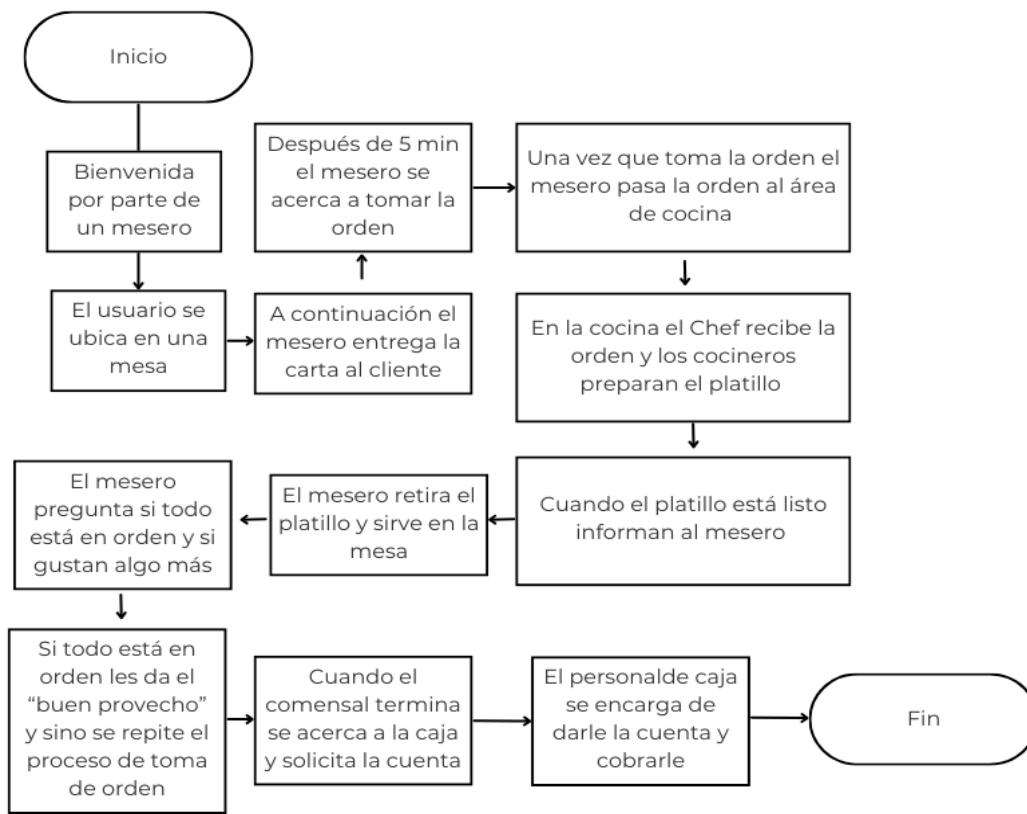 Inicio
Bienvenida
por parte de
un mesero
El usuario se
ubica en una
mesa
A continuación el
mesero entrega la
carta al cliente
Después de 5 min
el mesero se
acerca a tomar la
orden
Una vez que toma la orden el
mesero pasa la orden al área
de cocina
En la cocina el Chef recibe la
orden y los cocineros
preparan el platillo
Cuando el platillo está listo
informan al mesero
El mesero retira el
platillo y sirve en la
mesa
El mesero
pregunta si todo
está en orden y si
gustan algo más
Si todo está en
orden les da el
“buen provecho”
y sino se repite el
proceso de toma
de orden
Cuando el
comensal termina
se acerca a la caja
y solicita la cuenta
El personalde caja
se encarga de
darle la cuenta y
cobrarle
Fin